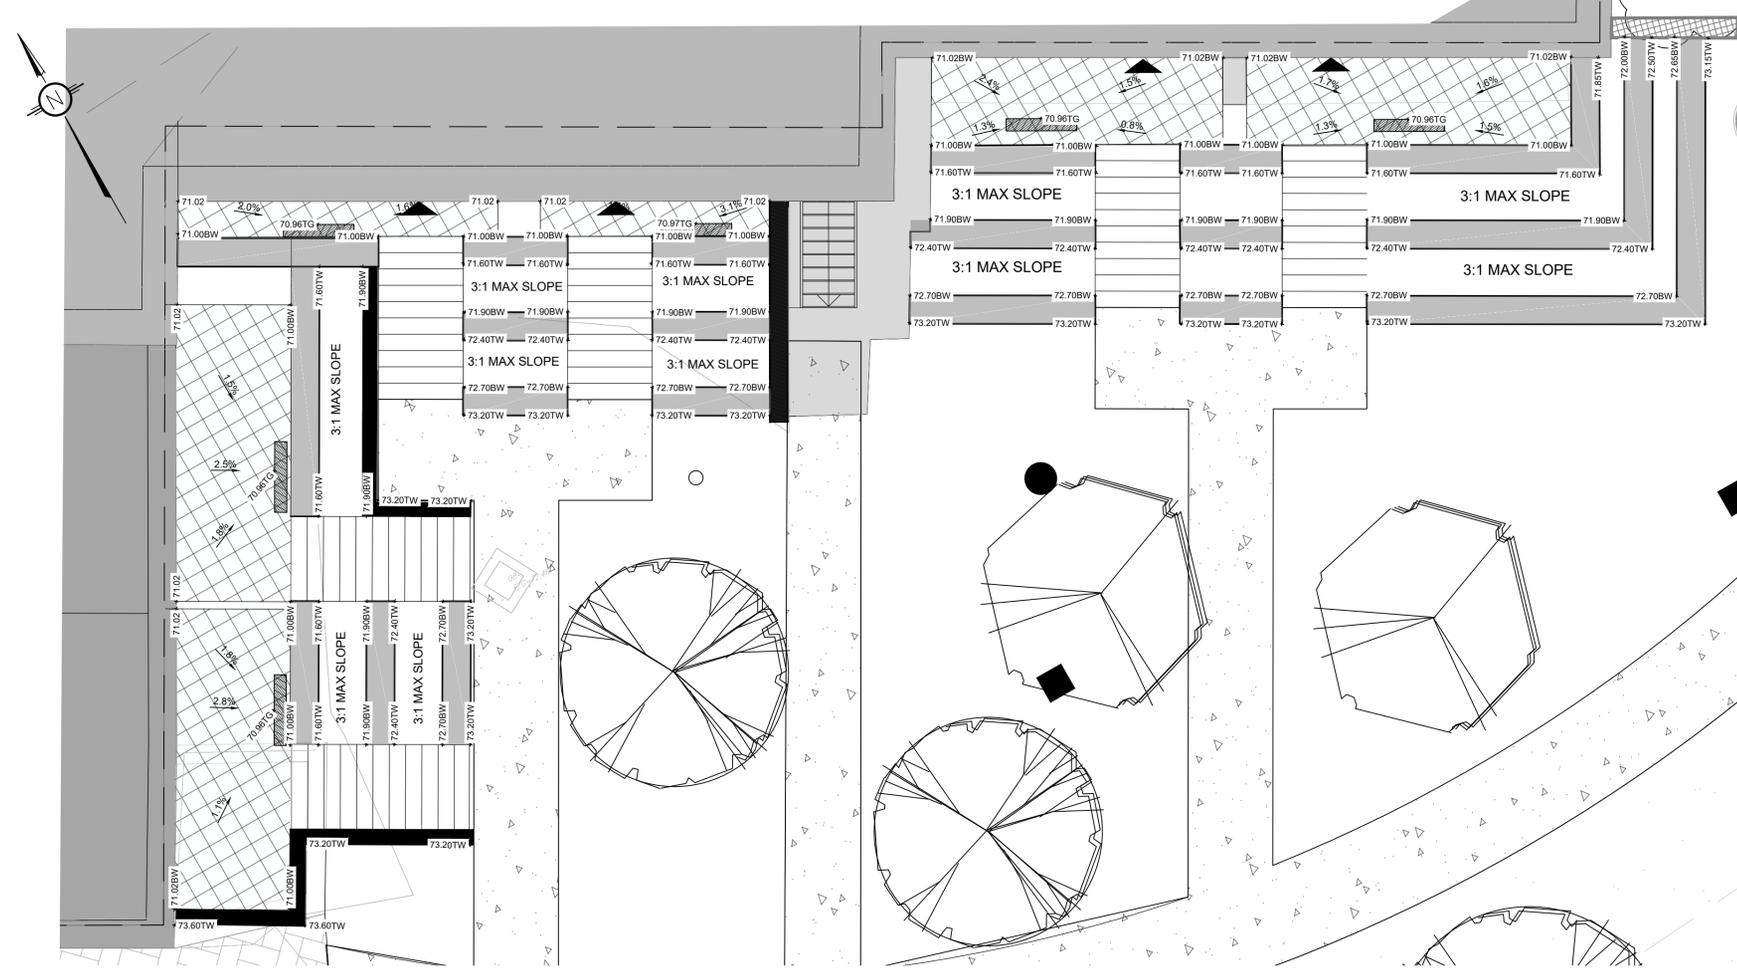 N
71.02BW 71.02BW 71.02BW 71.02BW
72.00BW
72.50TW
72.65BW
73.15TW
71.85TW
2.4% 1.5% 1.7% 1.6%
1.3% 70.96TG 0.8% 1.3% 70.96TG 1.5%
71.00BW 71.00BW 71.00BW 71.00BW 71.00BW 71.00BW
71.60TW 71.60TW 71.60TW 71.60TW 71.60TW 71.60TW
3:1 MAX SLOPE 3:1 MAX SLOPE
71.90BW 71.90BW 71.90BW 71.90BW 71.90BW 71.90BW
72.40TW 72.40TW 72.40TW 72.40TW 72.40TW 72.40TW
3:1 MAX SLOPE 3:1 MAX SLOPE
72.70BW 72.70BW 72.70BW 72.70BW 72.70BW 72.70BW
73.20TW 73.20TW 73.20TW 73.20TW 73.20TW 73.20TW
71.02 71.02 71.02 71.02
2.0% 1.6% 3.1%
70.96TG 70.97TG
71.00BW 71.00BW 71.00BW 71.00BW 71.00BW 71.00BW
71.60TW 71.60TW 71.60TW 71.60TW
3:1 MAX SLOPE 3:1 MAX SLOPE
71.90BW 71.90BW 71.90BW 71.90BW
72.40TW 72.40TW 72.40TW 72.40TW
3:1 MAX SLOPE 3:1 MAX SLOPE
72.70BW 72.70BW 72.70BW 72.70BW
73.20TW 73.20TW 73.20TW 73.20TW
71.02
71.00BW
71.60TW
71.90BW
1.5%
3:1 MAX SLOPE
2.5%
70.96TG
1.8%
71.60TW
71.90BW
73.20TW 73.20TW
71.02
71.02
71.00BW
71.60TW
71.90BW
72.40TW
72.70BW
73.20TW
1.8%
2.8%
70.96TG
3:1 MAX SLOPE
3:1 MAX SLOPE
71.00BW
71.60TW
71.90BW
72.40TW
72.70BW
73.20TW
1.1%
73.20TW 73.20TW
71.02BW
71.00BW
73.60TW 73.60TW